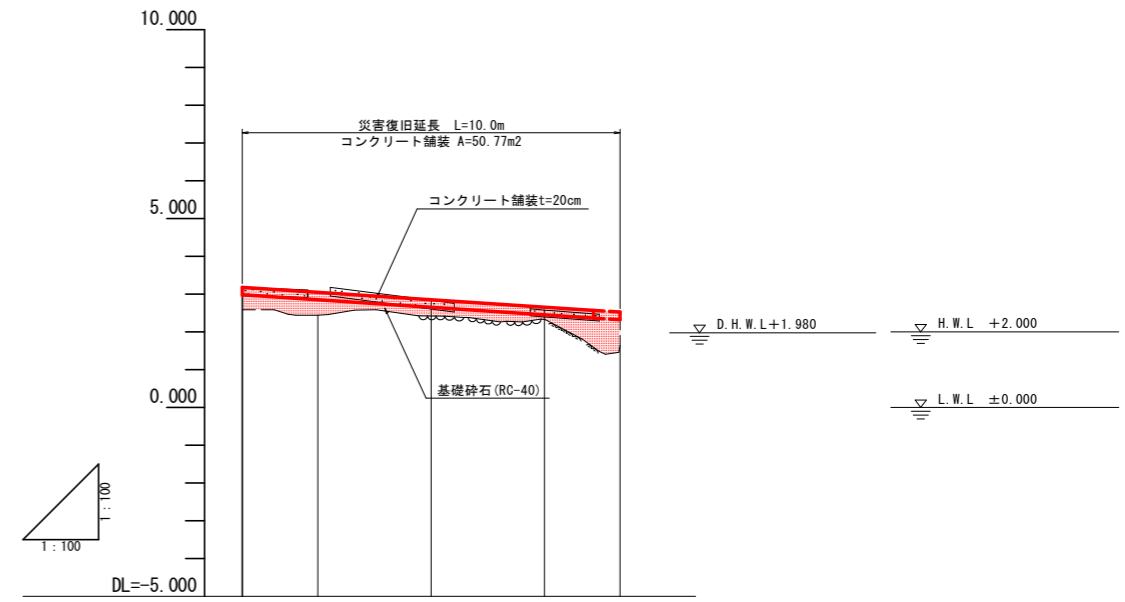 10.000
災害復旧延長 L=10.0m
コンクリート舗装 A=50.77m2
コンクリート舗装t=20cm
5.000
D.H.W.L+1.980
H.W.L +2.000
基礎砕石(RC-40)
0.000
L.W.L ±0.000
1:100
1:100
DL=-5.000